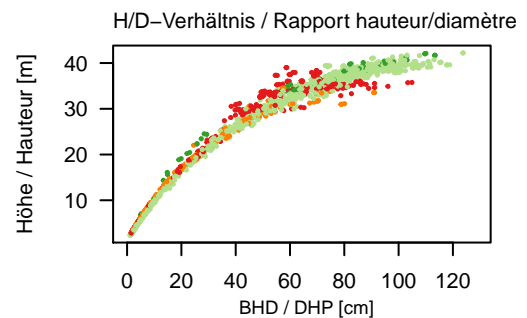 H/D−Verhältnis / Rapport hauteur/diamètre
Höhe / Hauteur [m]
40
30
20
10
0 20 40 60 80 100 120
BHD / DHP [cm]